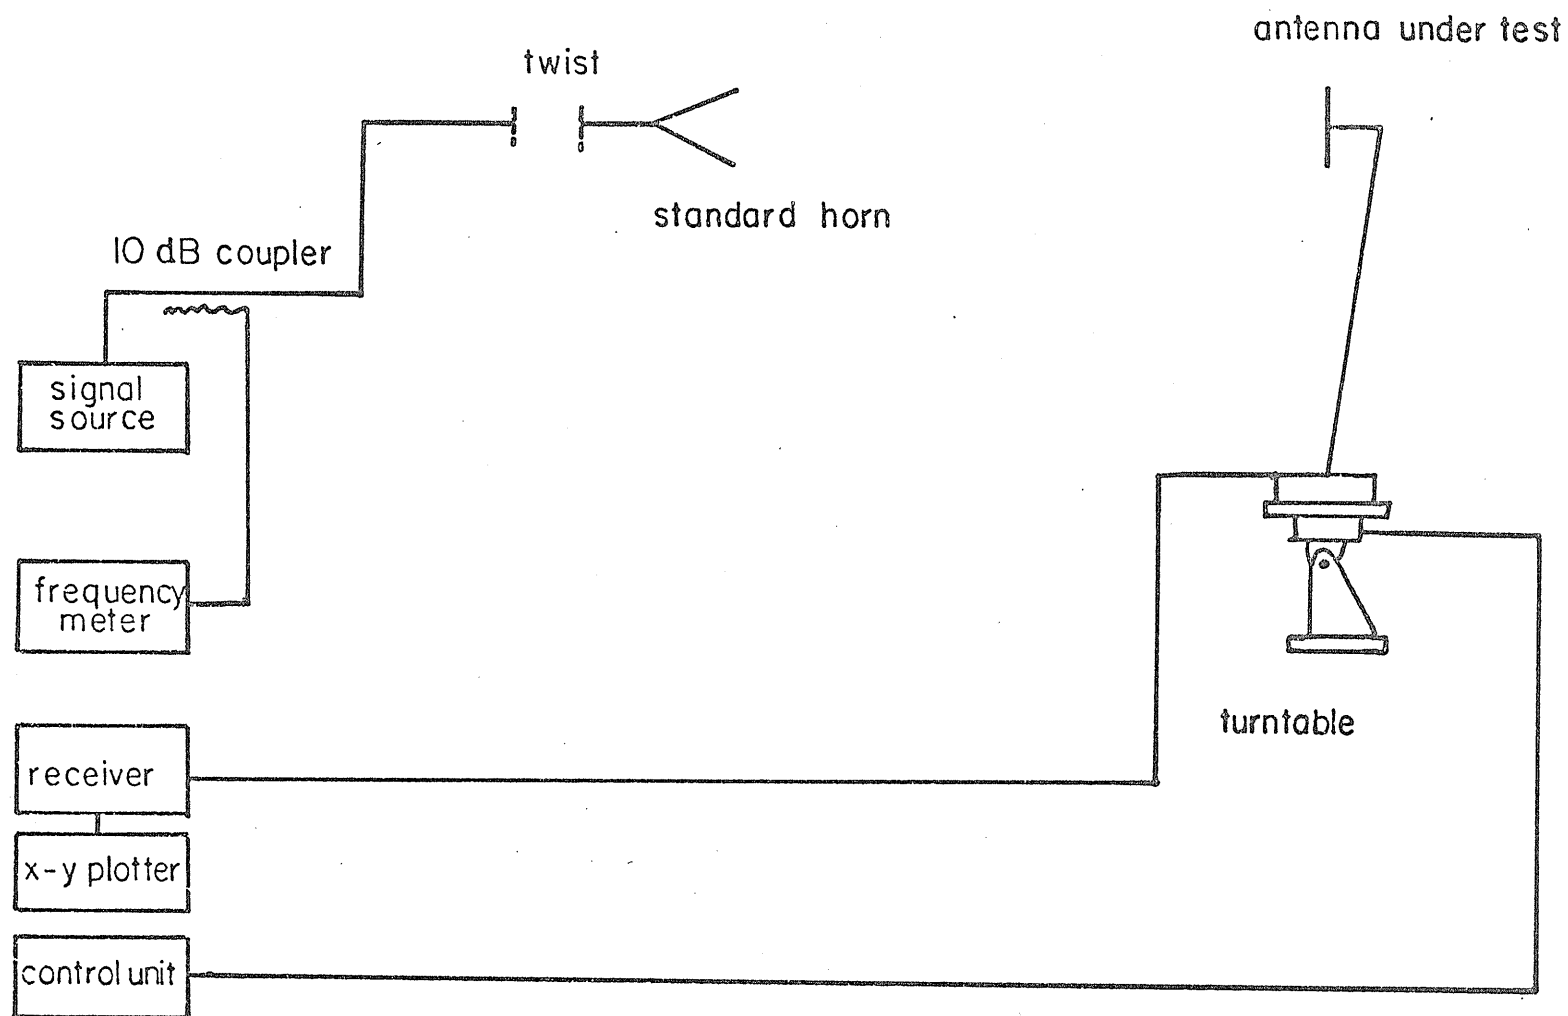 antenna under test
twist
standard horn
10 dB coupler
signal
source
frequency
meter
turntable
receiver
x-y plotter
control unit